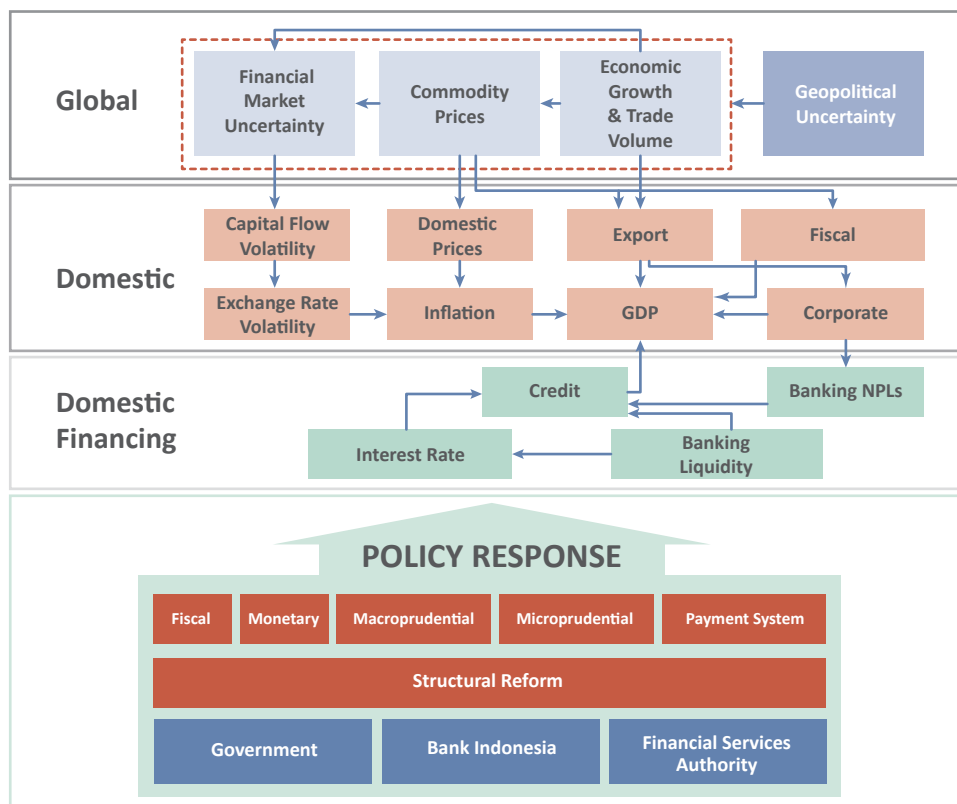 Global
Financial
Market
Uncertainty
Commodity
Prices
Economic
Growth
& Trade
Volume
Geopolitical
Uncertainty
Domestic
Capital Flow
Volatility
Domestic
Prices
Export
Fiscal
Exchange Rate
Volatility
Inflation
GDP
Corporate
Domestic
Financing
Credit
Banking NPLs
Interest Rate
Banking
Liquidity
POLICY RESPONSE
Fiscal
Monetary
Macroprudential
Microprudential
Payment System
Structural Reform
Government
Bank Indonesia
Financial Services
Authority